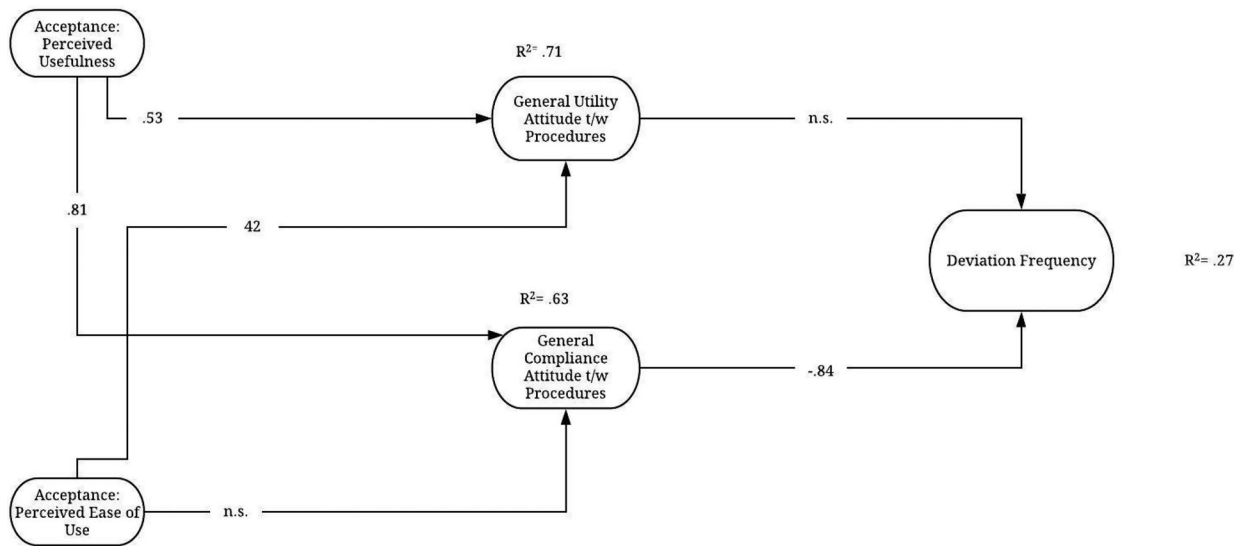 Acceptance:
Perceived
Usefulness
R²⁼ .71
.53
General Utility
Attitude t/w
Procedures
n.s.
.81
42
Deviation Frequency
R²= .27
R²= .63
General
Compliance
Attitude t/w
Procedures
-.84
Acceptance:
Perceived Ease of
Use
n.s.